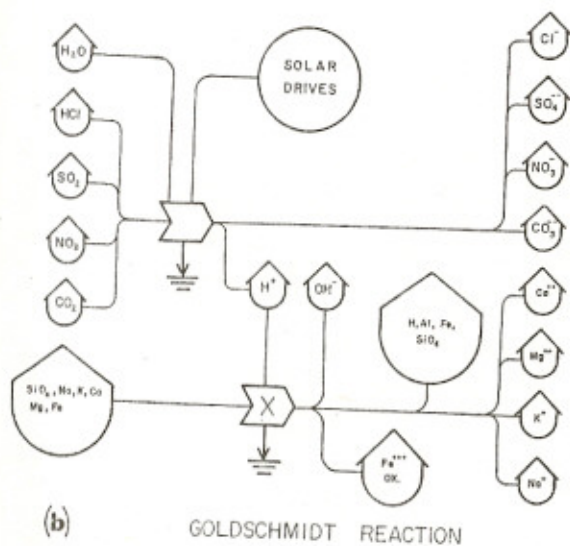 H₂O
SOLAR
DRIVES
Cl⁻
HCl
SO₄⁻⁻
SO₂
NO₃⁻
NO₂
CO₃⁻⁻
CO₂
H⁺
OH⁻
H, Al, Fe,
SiO₄
Ca⁺⁺
Mg⁺⁺
SiO₄, Na, K, Ca
Mg, Fe
X
K⁺
Fe⁺⁺⁺
OX.
Na⁺
(b)
GOLDSCHMIDT REACTION